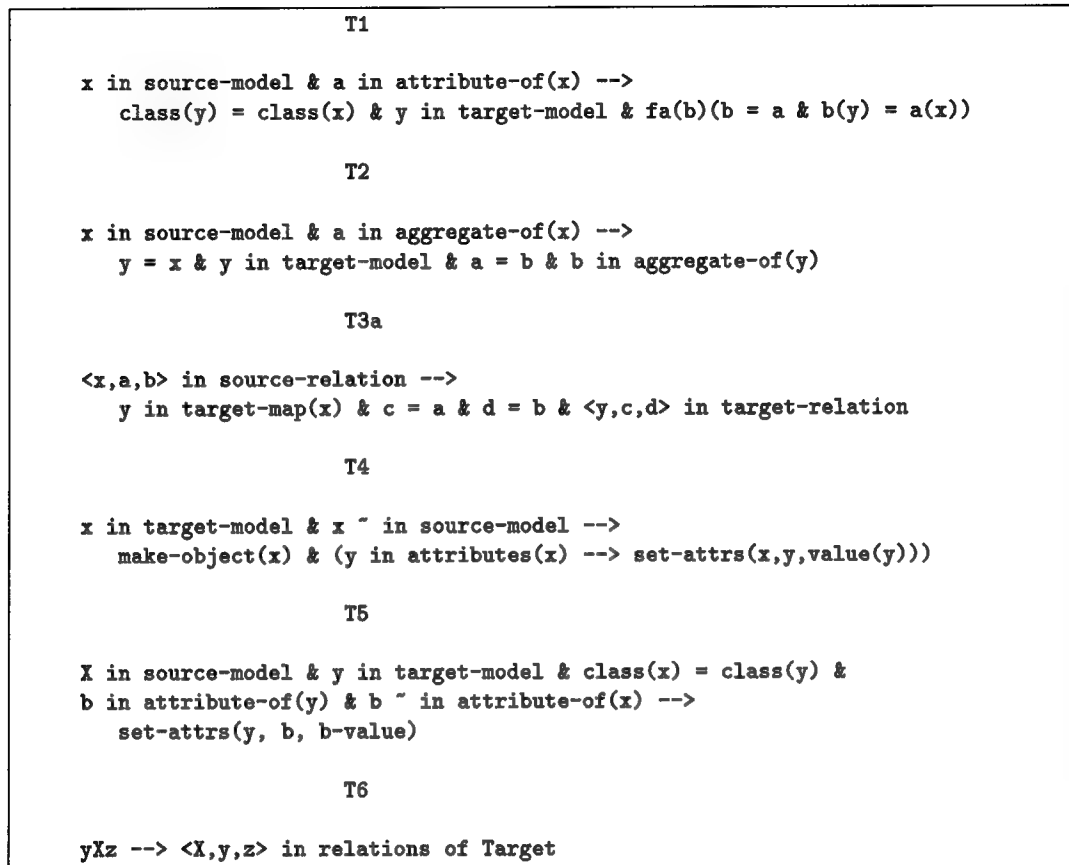 T1
x in source-model & a in attribute-of(x) -->
class(y) = class(x) & y in target-model & fa(b)(b = a & b(y) = a(x))
T2
x in source-model & a in aggregate-of(x) -->
y = x & y in target-model & a = b & b in aggregate-of(y)
T3a
<x,a,b> in source-relation -->
y in target-map(x) & c = a & d = b & <y,c,d> in target-relation
T4
x in target-model & x ~ in source-model -->
make-object(x) & (y in attributes(x) --> set-attrs(x,y,value(y)))
T5
X in source-model & y in target-model & class(x) = class(y) &
b in attribute-of(y) & b ~ in attribute-of(x) -->
set-attrs(y, b, b-value)
T6
yXz --> <X,y,z> in relations of Target